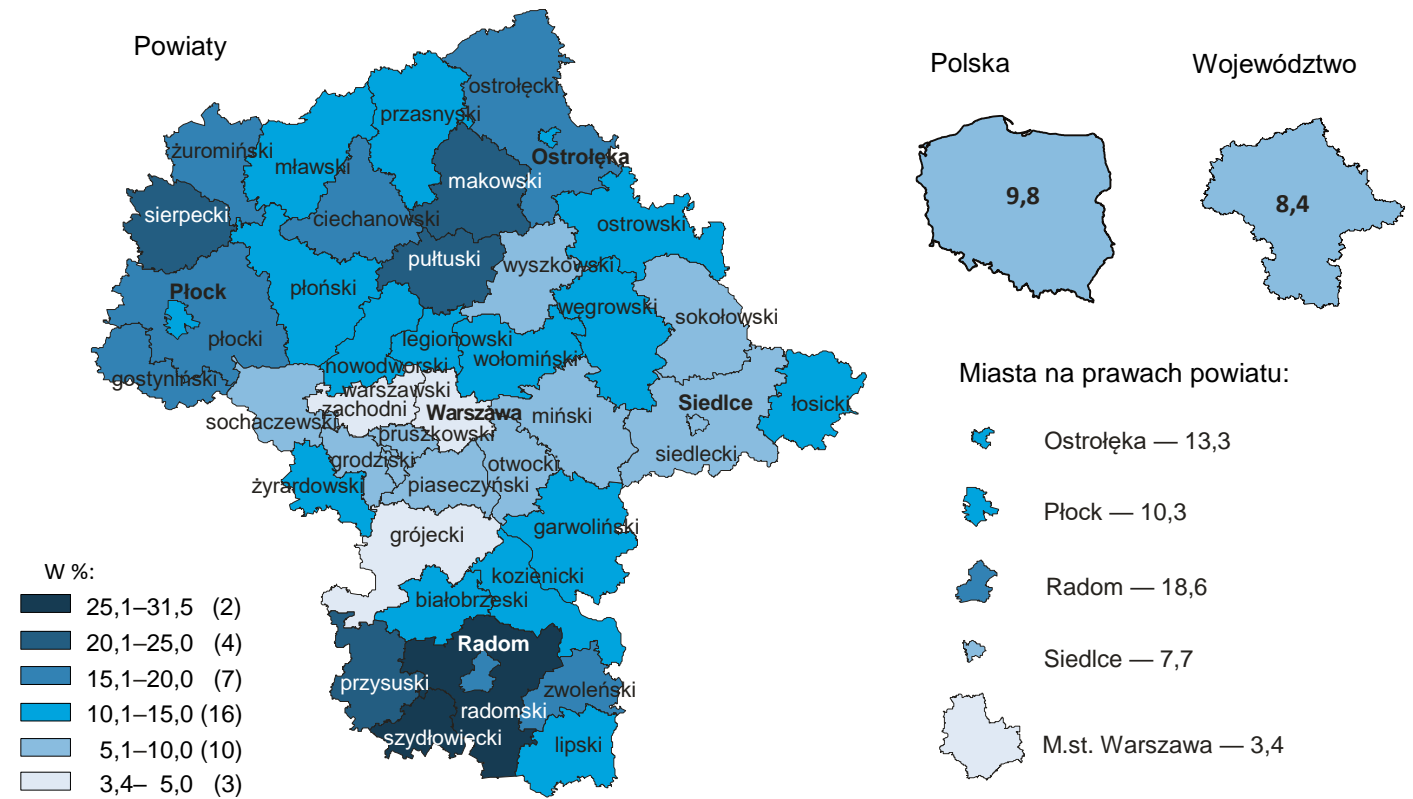 Powiaty
Polska
Województwo
ostrołęcki
przasnyski
żuromiński
mławski
Ostrołęka
makowski
sierpecki
ciechanowski
ostrowski
pułtuski
wyszkowski
płoński
Płock
węgrowski
sokołowski
płocki
legionowski
wołomiński
nowodworski
gostyniński
warszawski
zachodni
Warszawa
miński
Siedlce
łosicki
sochaczewski
pruszkowski
grodziski
otwocki
siedlecki
żyrardowski
piaseczyński
grójecki
garwoliński
kozienicki
białobrzeski
Radom
przysuski
zwoleński
radomski
szydłowiecki
lipski
9,8
8,4
Miasta na prawach powiatu:
Ostrołęka — 13,3
Płock — 10,3
Radom — 18,6
Siedlce — 7,7
M.st. Warszawa — 3,4
W %:
25,1–31,5 (2)
20,1–25,0 (4)
15,1–20,0 (7)
10,1–15,0 (16)
5,1–10,0 (10)
3,4– 5,0 (3)